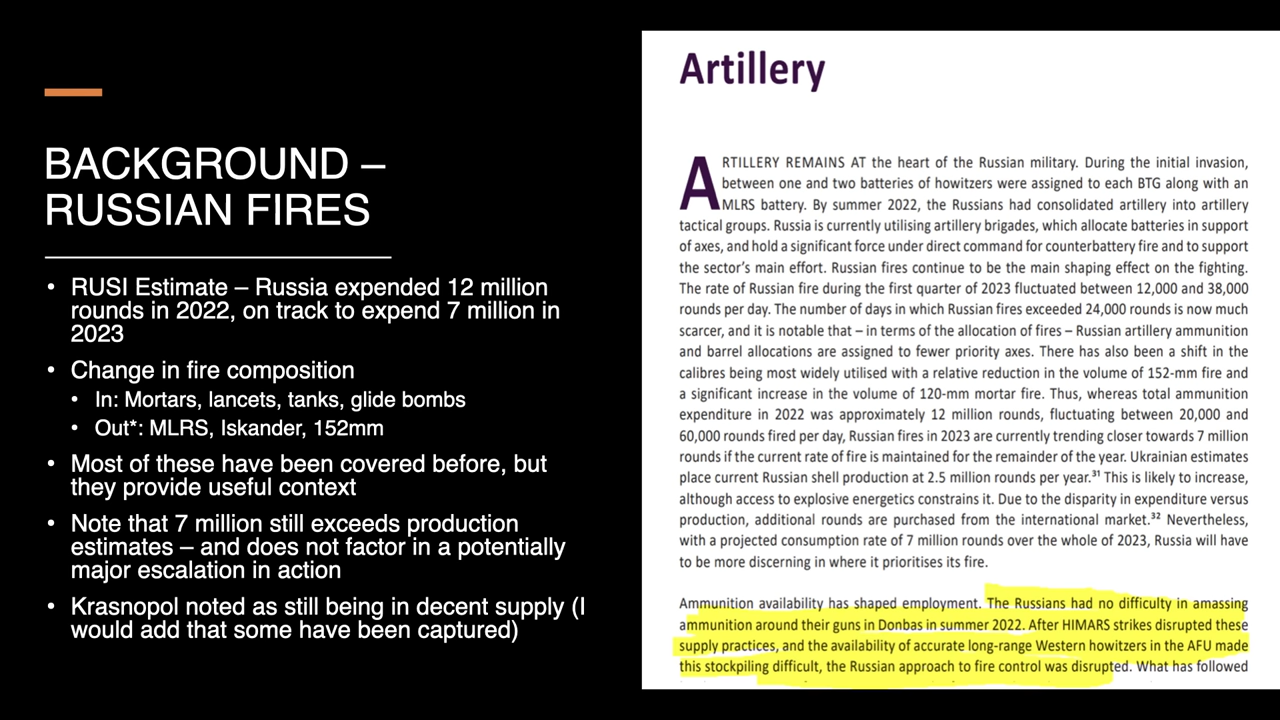 BACKGROUND –
RUSSIAN FIRES
• RUSI Estimate – Russia expended 12 million
rounds in 2022, on track to expend 7 million in
2023
• Change in fire composition
• In: Mortars, lancets, tanks, glide bombs
• Out*: MLRS, Iskander, 152mm
• Most of these have been covered before, but
they provide useful context
• Note that 7 million still exceeds production
estimates – and does not factor in a potentially
major escalation in action
• Krasnopol noted as still being in decent supply (I
would add that some have been captured)
Artillery
ARTILLERY REMAINS AT the heart of the Russian military. During the initial invasion,
between one and two batteries of howitzers were assigned to each BTG along with an
MLRS battery. By summer 2022, the Russians had consolidated artillery into artillery
tactical groups. Russia is currently utilising artillery brigades, which allocate batteries in support
of axes, and hold a significant force under direct command for counterbattery fire and to support
the sector's main effort. Russian fires continue to be the main shaping effect on the fighting.
The rate of Russian fire during the first quarter of 2023 fluctuated between 12,000 and 38,000
rounds per day. The number of days in which Russian fires exceeded 24,000 rounds is now much
scarcer, and it is notable that – in terms of the allocation of fires – Russian artillery ammunition
and barrel allocations are assigned to fewer priority axes. There has also been a shift in the
calibres being most widely utilised with a relative reduction in the volume of 152-mm fire and
a significant increase in the volume of 120-mm mortar fire. Thus, whereas total ammunition
expenditure in 2022 was approximately 12 million rounds, fluctuating between 20,000 and
60,000 rounds fired per day, Russian fires in 2023 are currently trending closer towards 7 million
rounds if the current rate of fire is maintained for the remainder of the year. Ukrainian estimates
place current Russian shell production at 2.5 million rounds per year.³¹ This is likely to increase,
although access to explosive energetics constrains it. Due to the disparity in expenditure versus
production, additional rounds are purchased from the international market.³² Nevertheless,
with a projected consumption rate of 7 million rounds over the whole of 2023, Russia will have
to be more discerning in where it prioritises its fire.
Ammunition availability has shaped employment. The Russians had no difficulty in amassing
ammunition around their guns in Donbas in summer 2022. After HIMARS strikes disrupted these
supply practices, and the availability of accurate long-range Western howitzers in the AFU made
this stockpiling difficult, the Russian approach to fire control was disrupted. What has followed